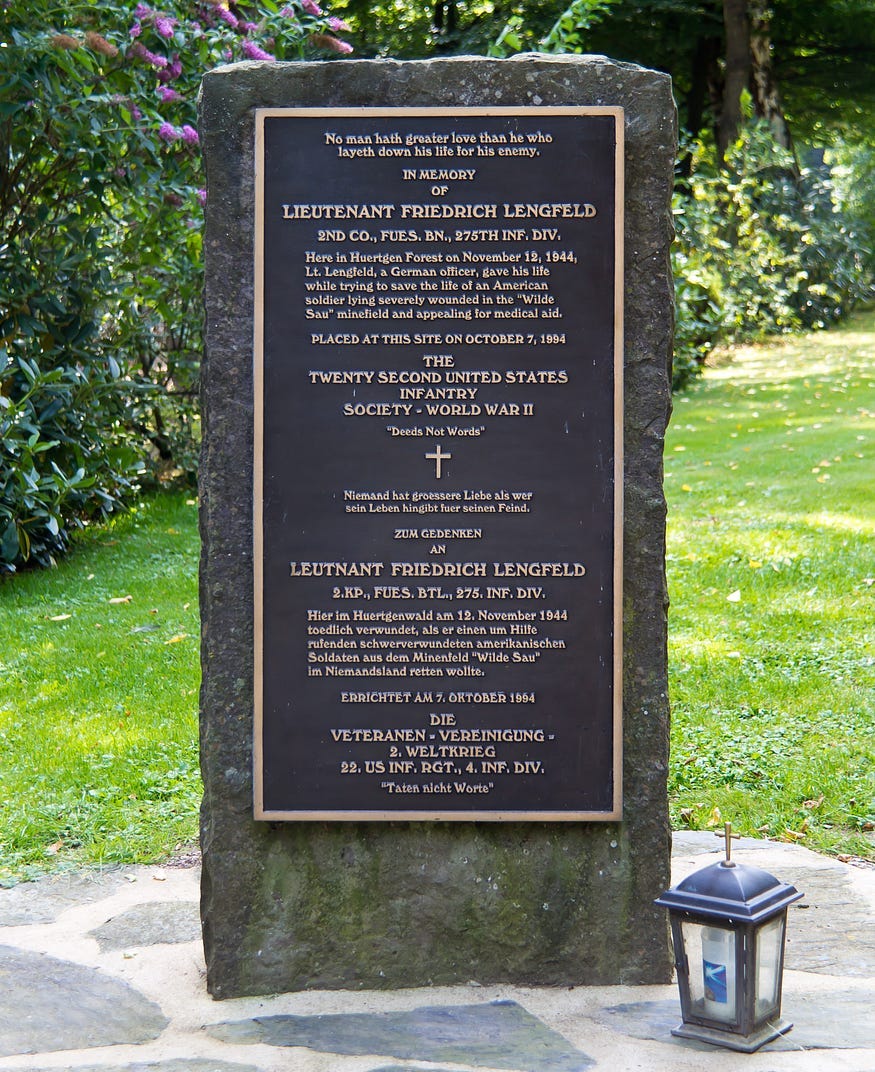 No man hath greater love than he who
layeth down his life for his enemy.
IN MEMORY
OF
LIEUTENANT FRIEDRICH LENGFELD
2ND CO., FUES. BN., 275TH INF. DIV.
Here in Huertgen Forest on November 12, 1944,
Lt. Lengfeld, a German officer, gave his life
while trying to save the life of an American
soldier lying severely wounded in the "Wilde
Sau" minefield and appealing for medical aid.
PLACED AT THIS SITE ON OCTOBER 7, 1994
THE
TWENTY SECOND UNITED STATES
INFANTRY
SOCIETY - WORLD WAR II
"Deeds Not Words"
Niemand hat groessere Liebe als wer
sein Leben hingibt fuer seinen Feind.
ZUM GEDENKEN
AN
LEUTNANT FRIEDRICH LENGFELD
2.KP., FUES. BTL., 275. INF. DIV.
Hier im Huertgenwald am 12. November 1944
toedlich verwundet, als er einen um Hilfe
rufenden schwerverwundeten amerikanischen
Soldaten aus dem Minenfeld "Wilde Sau"
im Niemandsland retten wollte.
ERRICHTET AM 7. OKTOBER 1994
DIE
VETERANEN - VEREINIGUNG -
2. WELTKRIEG
22. US INF. RGT., 4. INF. DIV.
"Taten nicht Worte"